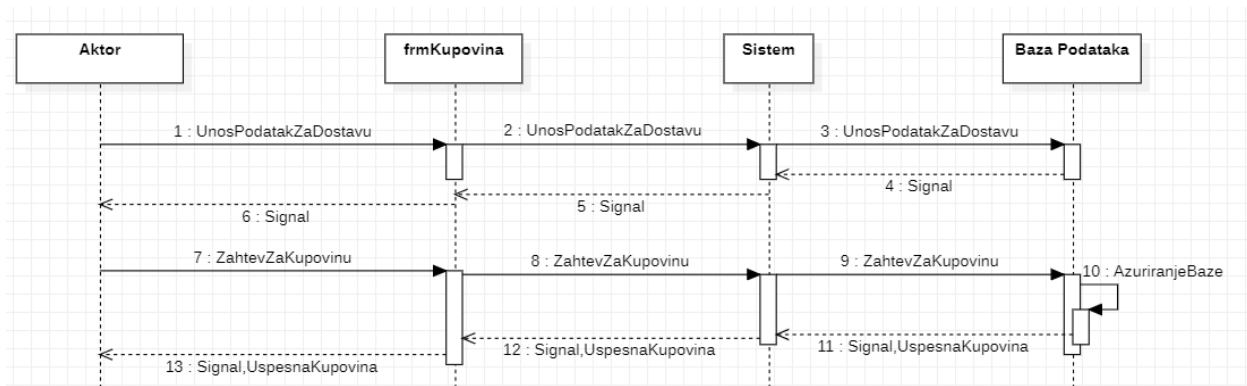 Aktor
frmKupovina
Sistem
Baza Podataka
1 : UnosPodatakZaDostavu
2 : UnosPodatakZaDostavu
3 : UnosPodatakZaDostavu
4 : Signal
5 : Signal
6 : Signal
7 : ZahtevZaKupovinu
8 : ZahtevZaKupovinu
9 : ZahtevZaKupovinu
10 : AzuriranjeBaze
11 : Signal,UspesnaKupovina
12 : Signal,UspesnaKupovina
13 : Signal,UspesnaKupovina